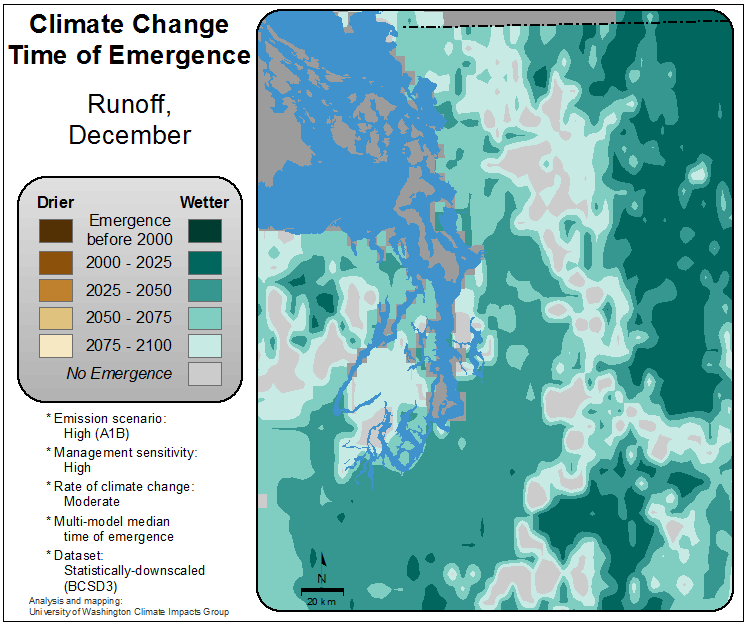 Climate Change
Time of Emergence
Runoff,
December
Drier
Wetter
Emergence
before 2000
2000 - 2025
2025 - 2050
2050 - 2075
2075 - 2100
No Emergence
* Emission scenario:
High (A1B)
* Management sensitivity:
High
* Rate of climate change:
Moderate
* Multi-model median
time of emergence
* Dataset:
Statistically-downscaled
(BCSD3)
Analysis and mapping:
University of Washington Climate Impacts Group
N
20 km